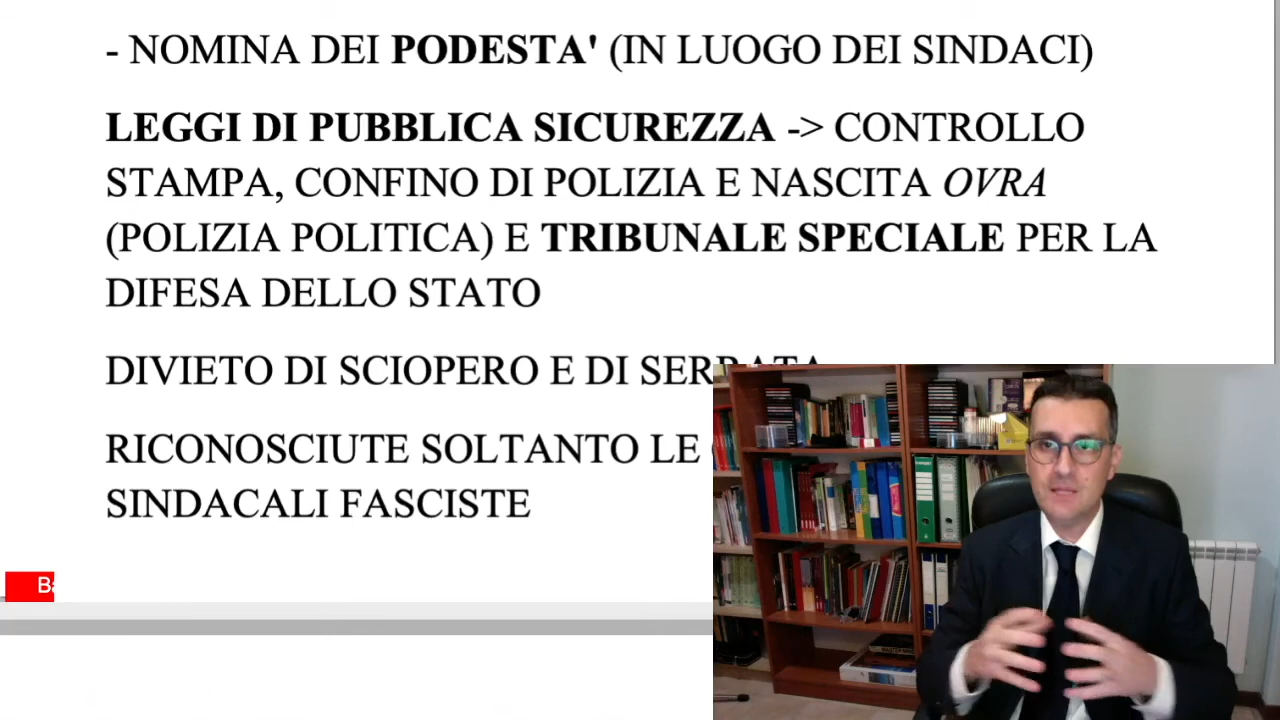 - NOMINA DEI PODESTA' (IN LUOGO DEI SINDACI)
LEGGI DI PUBBLICA SICUREZZA -> CONTROLLO
STAMPA, CONFINO DI POLIZIA E NASCITA OVRA
(POLIZIA POLITICA) E TRIBUNALE SPECIALE PER LA
DIFESA DELLO STATO
DIVIETO DI SCIOPERO E DI SERRATA
RICONOSCIUTE SOLTANTO LE
SINDACALI FASCISTE